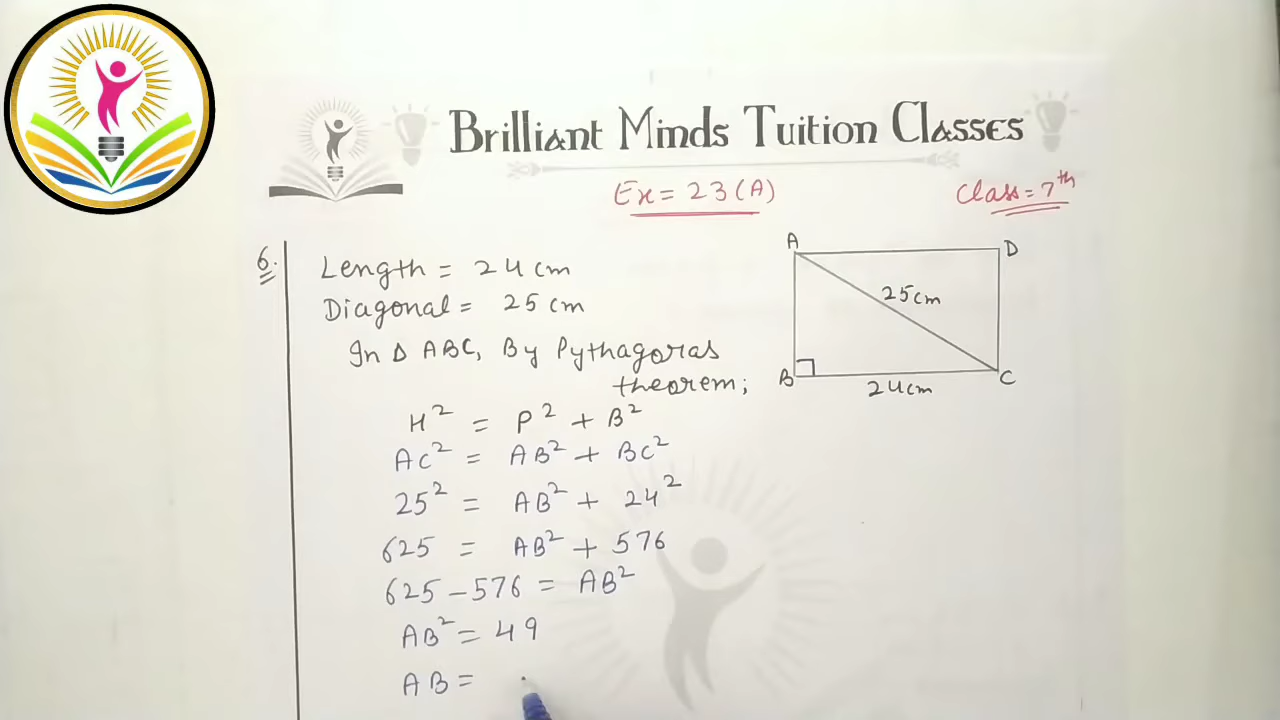 Brilliant Minds Tuition Classes
Ex = 23 (A)
Class = 7th
6.
Length = 24 cm
Diagonal = 25 cm
In Δ ABC, By Pythagoras
theorem;
H² = P² + B²
AC² = AB² + BC²
25² = AB² + 24²
625 = AB² + 576
625 – 576 = AB²
AB² = 49
AB =
A
D
25cm
B
C
24cm